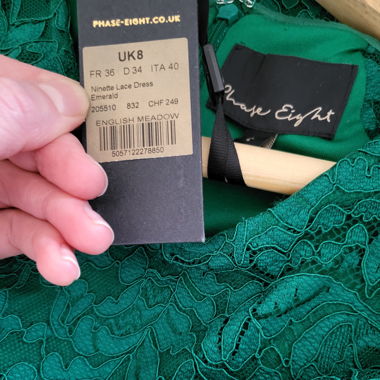 PHASE-EIGHT.CO.UK
UK8
FR 36 D 34 ITA 40
Ninette Lace Dress
Emerald
205510 832 CHF 249
ENGLISH MEADOW
5057122278850
Phase Eight